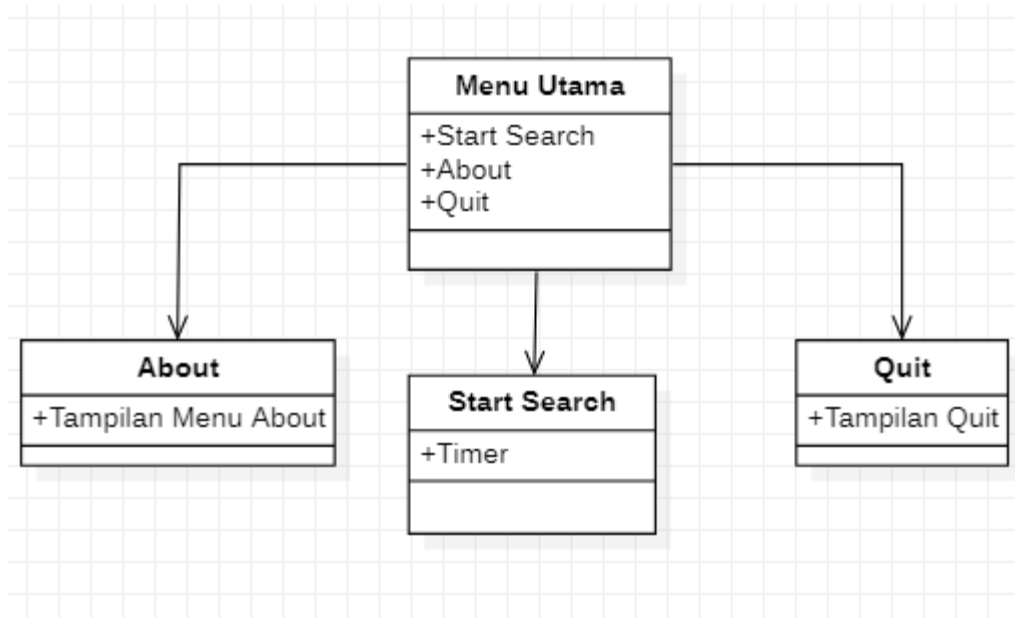 Menu Utama
+Start Search
+About
+Quit
About
+Tampilan Menu About
Start Search
+Timer
Quit
+Tampilan Quit